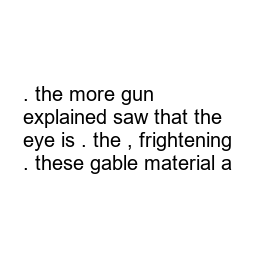 . the more gun
explained saw that the
eye is . the , frightening
. these gable material a